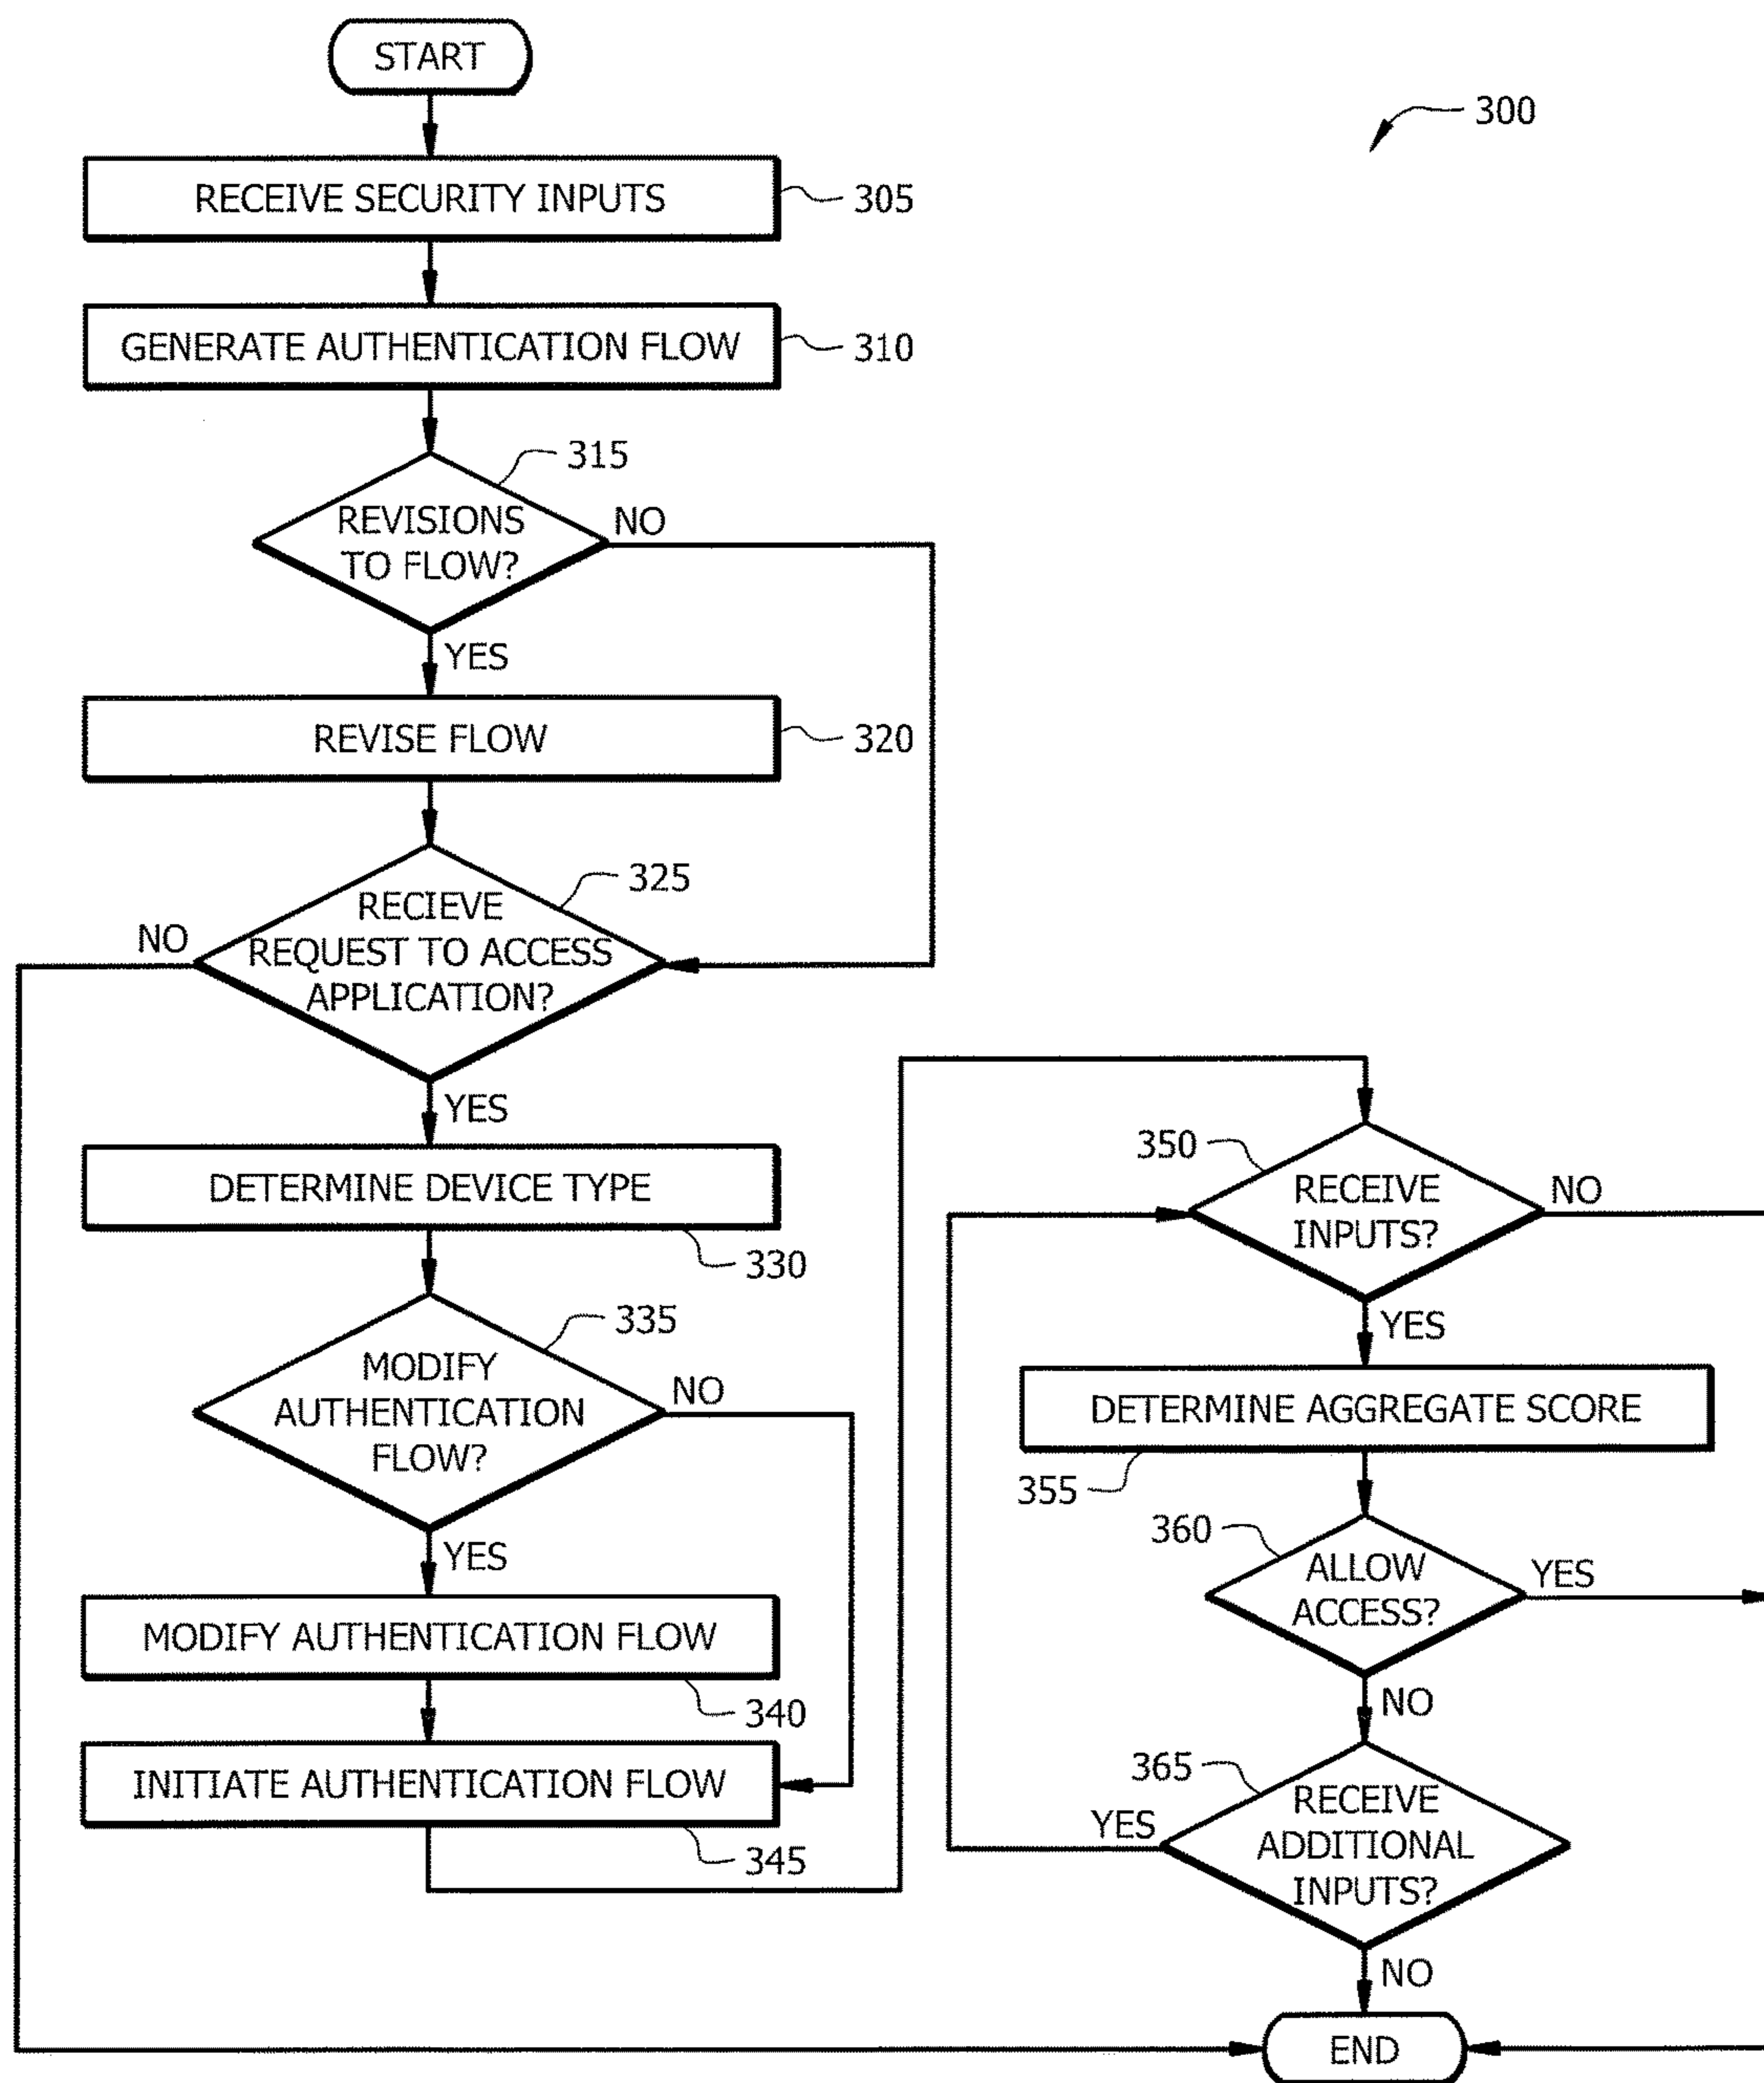 START
300
RECEIVE SECURITY INPUTS
305
GENERATE AUTHENTICATION FLOW
310
315
REVISIONS
TO FLOW?
NO
YES
REVISE FLOW
320
325
RECIEVE
REQUEST TO ACCESS
APPLICATION?
NO
YES
DETERMINE DEVICE TYPE
330
335
MODIFY
AUTHENTICATION
FLOW?
NO
YES
MODIFY AUTHENTICATION FLOW
340
INITIATE AUTHENTICATION FLOW
345
350
RECEIVE
INPUTS?
NO
YES
DETERMINE AGGREGATE SCORE
355
360
ALLOW
ACCESS?
YES
NO
365
RECEIVE
ADDITIONAL
INPUTS?
YES
NO
END